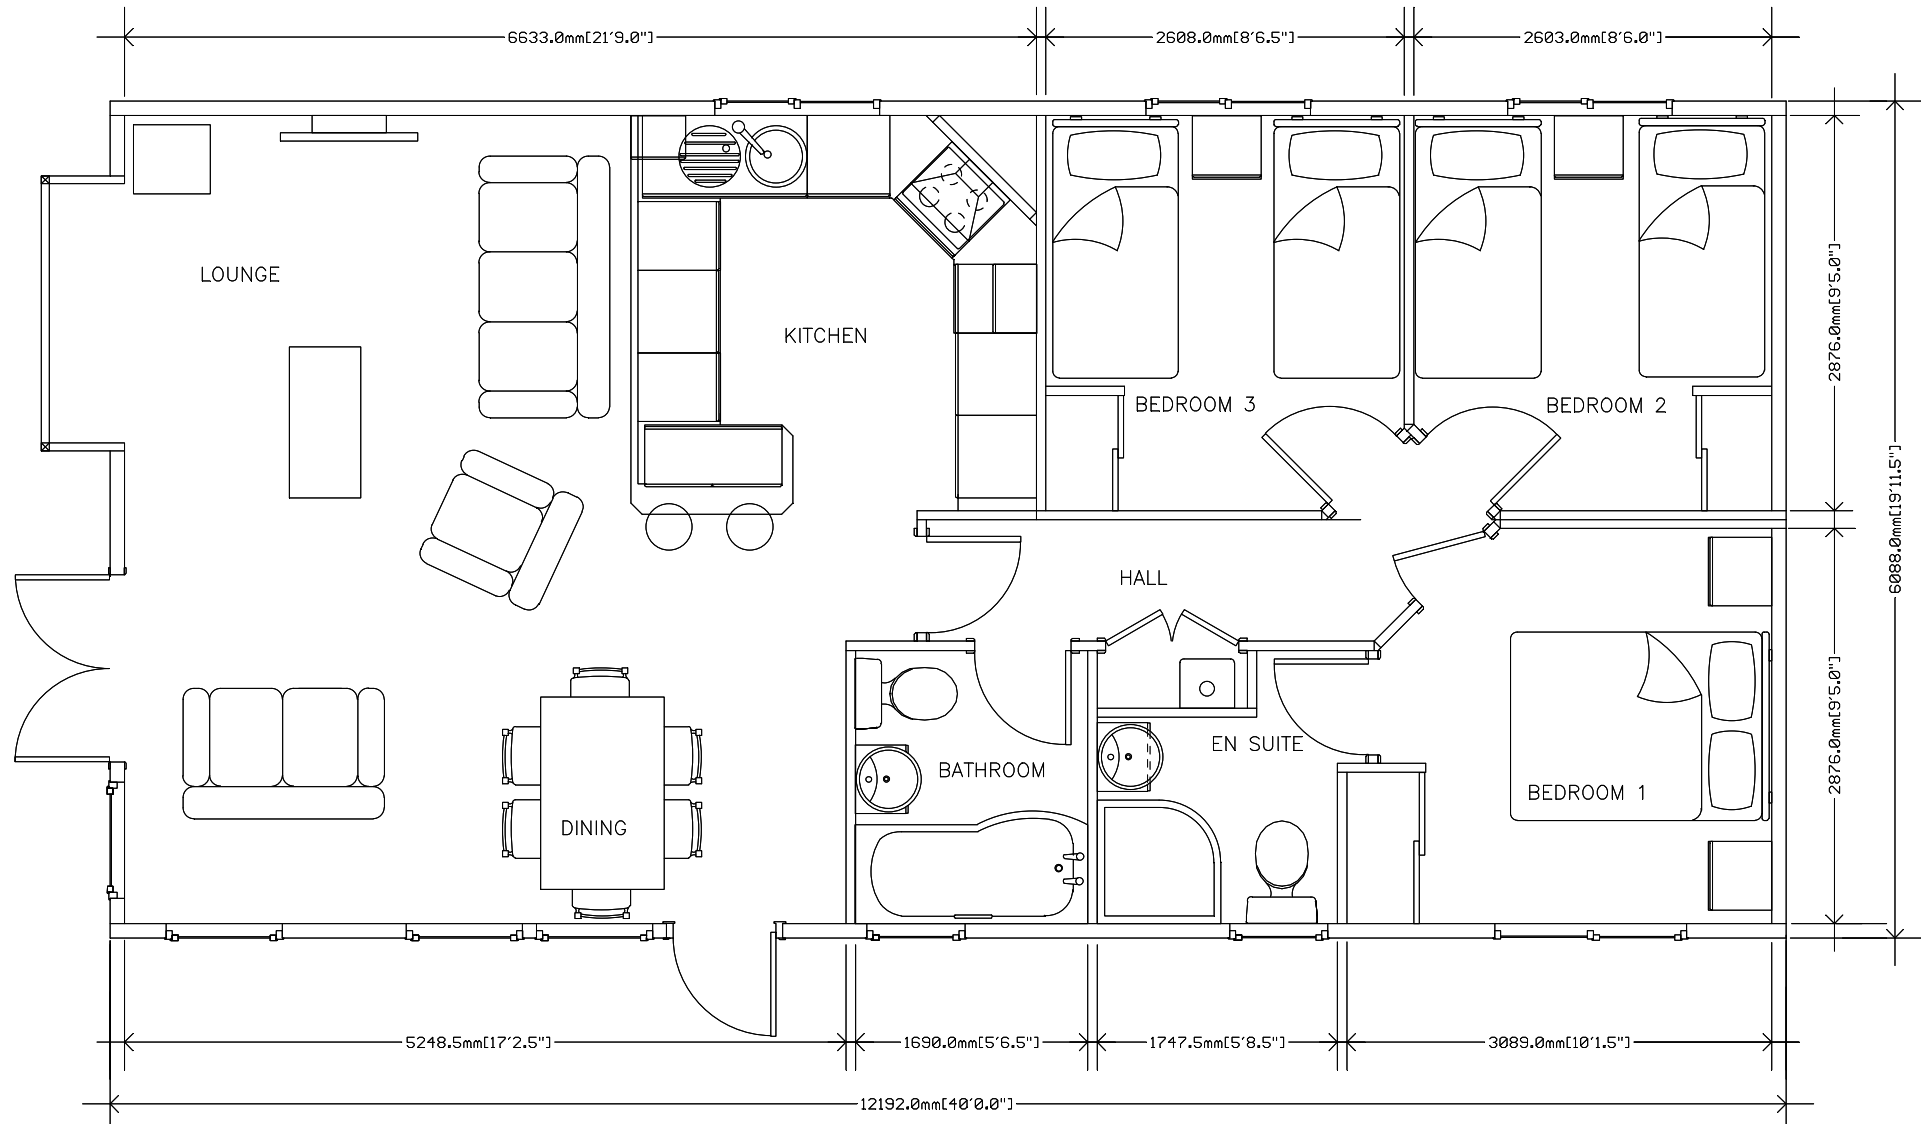 6633.0mm[21'9.0"]
2608.0mm[8'6.5"]
2603.0mm[8'6.0"]
LOUNGE
KITCHEN
BEDROOM 3
BEDROOM 2
2876.0mm[9'5.0"]
6088.0mm[19'11.5"]
HALL
2876.0mm[9'5.0"]
EN SUITE
BATHROOM
BEDROOM 1
DINING
5248.5mm[17'2.5"]
1690.0mm[5'6.5"]
1747.5mm[5'8.5"]
3089.0mm[10'1.5"]
12192.0mm[40'0.0"]